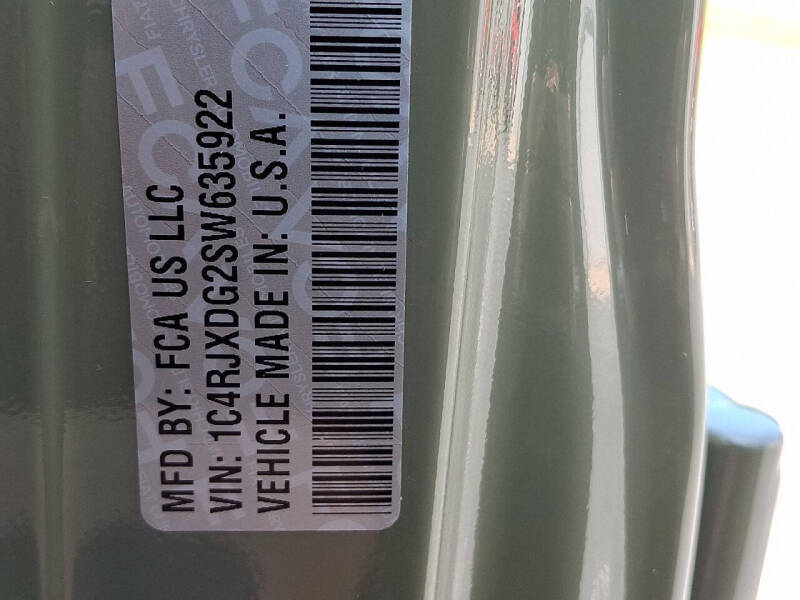 MFD BY: FCA US LLC
VIN: 1C4RJXDG2SW635922
VEHICLE MADE IN: U.S.A.